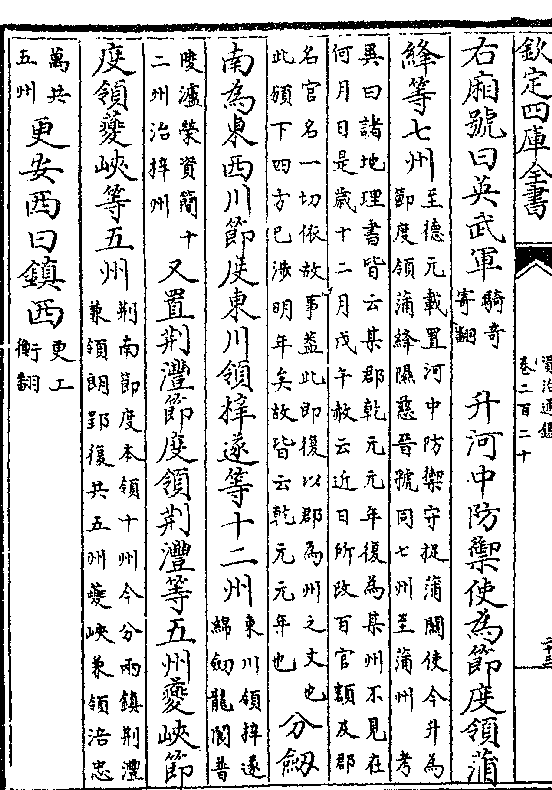 欽定四庫全書
資治通鑑
卷二百二十
右廂號曰英武軍騎奇寄翻升河中防禦使為節度領蒲
絳等七州至德元載置河中防禦守捉蒲關使今升為節度領蒲絳隰慈晉虢同七州至蒲州 考
異曰諸地理書皆云某郡乾元元年復為某州不見在何月日是歲十二月戊午赦云近日所改百官額及郡
名官名一切依故事蓋此即復以郡為州之文也此頒下四方已涉明年矣故皆云乾元元年也分劔
南為東西川節度東川領梓遂等十二州東川領梓遂綿劔龍閬普
陵瀘榮資簡十二州治梓州又置荆灃節度領荆灃等五州夔峽節
度領夔峽等五州荆南節度本領十州今分兩鎮荆灃兼領朗郢復共五州夔峽兼領涪忠
萬共五州更安西曰鎮西更工衡翻